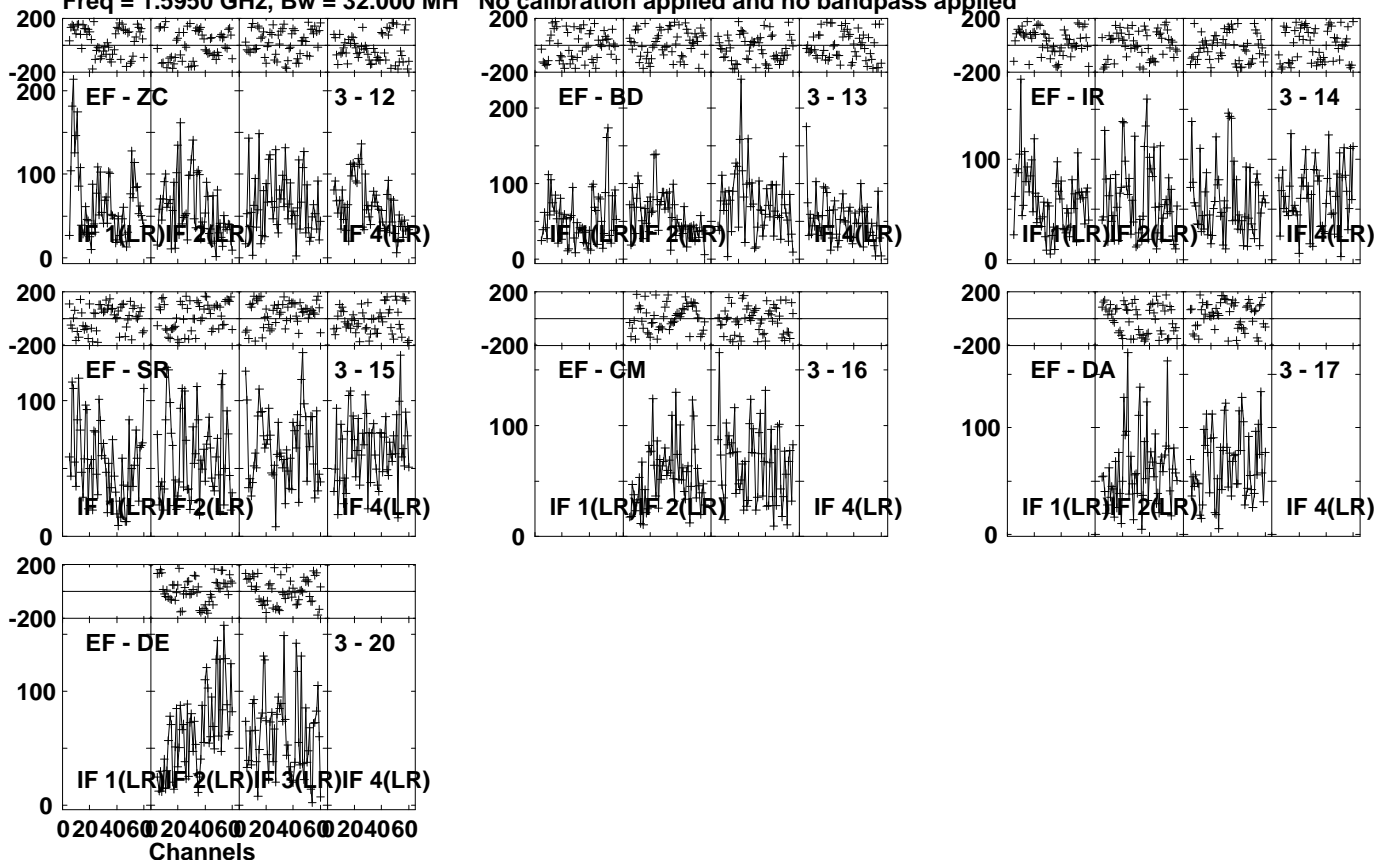 Freq = 1.5950 GHz, Bw = 32.000 MH No calibration applied and no bandpass applied
200
-200
200
100
0
EF - ZC
3 - 12
IF 1(LR)
IF 2(LR)
IF 4(LR)
200
-200
200
100
0
EF - BD
3 - 13
IF 1(LR)
IF 2(LR)
IF 4(LR)
200
-200
100
0
EF - IR
3 - 14
IF 1(LR)
IF 2(LR)
IF 4(LR)
200
-200
100
0
EF - SR
3 - 15
IF 1(LR)
IF 2(LR)
IF 4(LR)
200
-200
100
0
EF - CM
3 - 16
IF 1(LR)
IF 2(LR)
IF 4(LR)
200
-200
100
0
EF - DA
3 - 17
IF 1(LR)
IF 2(LR)
IF 4(LR)
200
-200
100
0
EF - DE
3 - 20
IF 1(LR)
IF 2(LR)
IF 3(LR)
IF 4(LR)
0 20 40 60 0 20 40 60 0 20 40 60 0 20 40 60
Channels